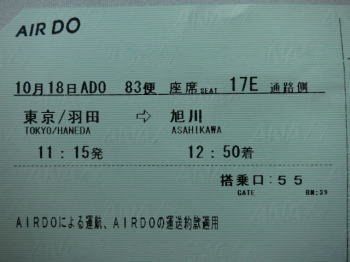 AIR DO
10月18日ADO 83便 座席SEAT 17E 通路側
東京/羽田 ⇨ 旭川
TOKYO/HANEDA ASAHIKAWA
11:15発 12:50着
搭乗口:55
GATE BN:39
AIRDOによる運航、AIRDOの運送約款適用